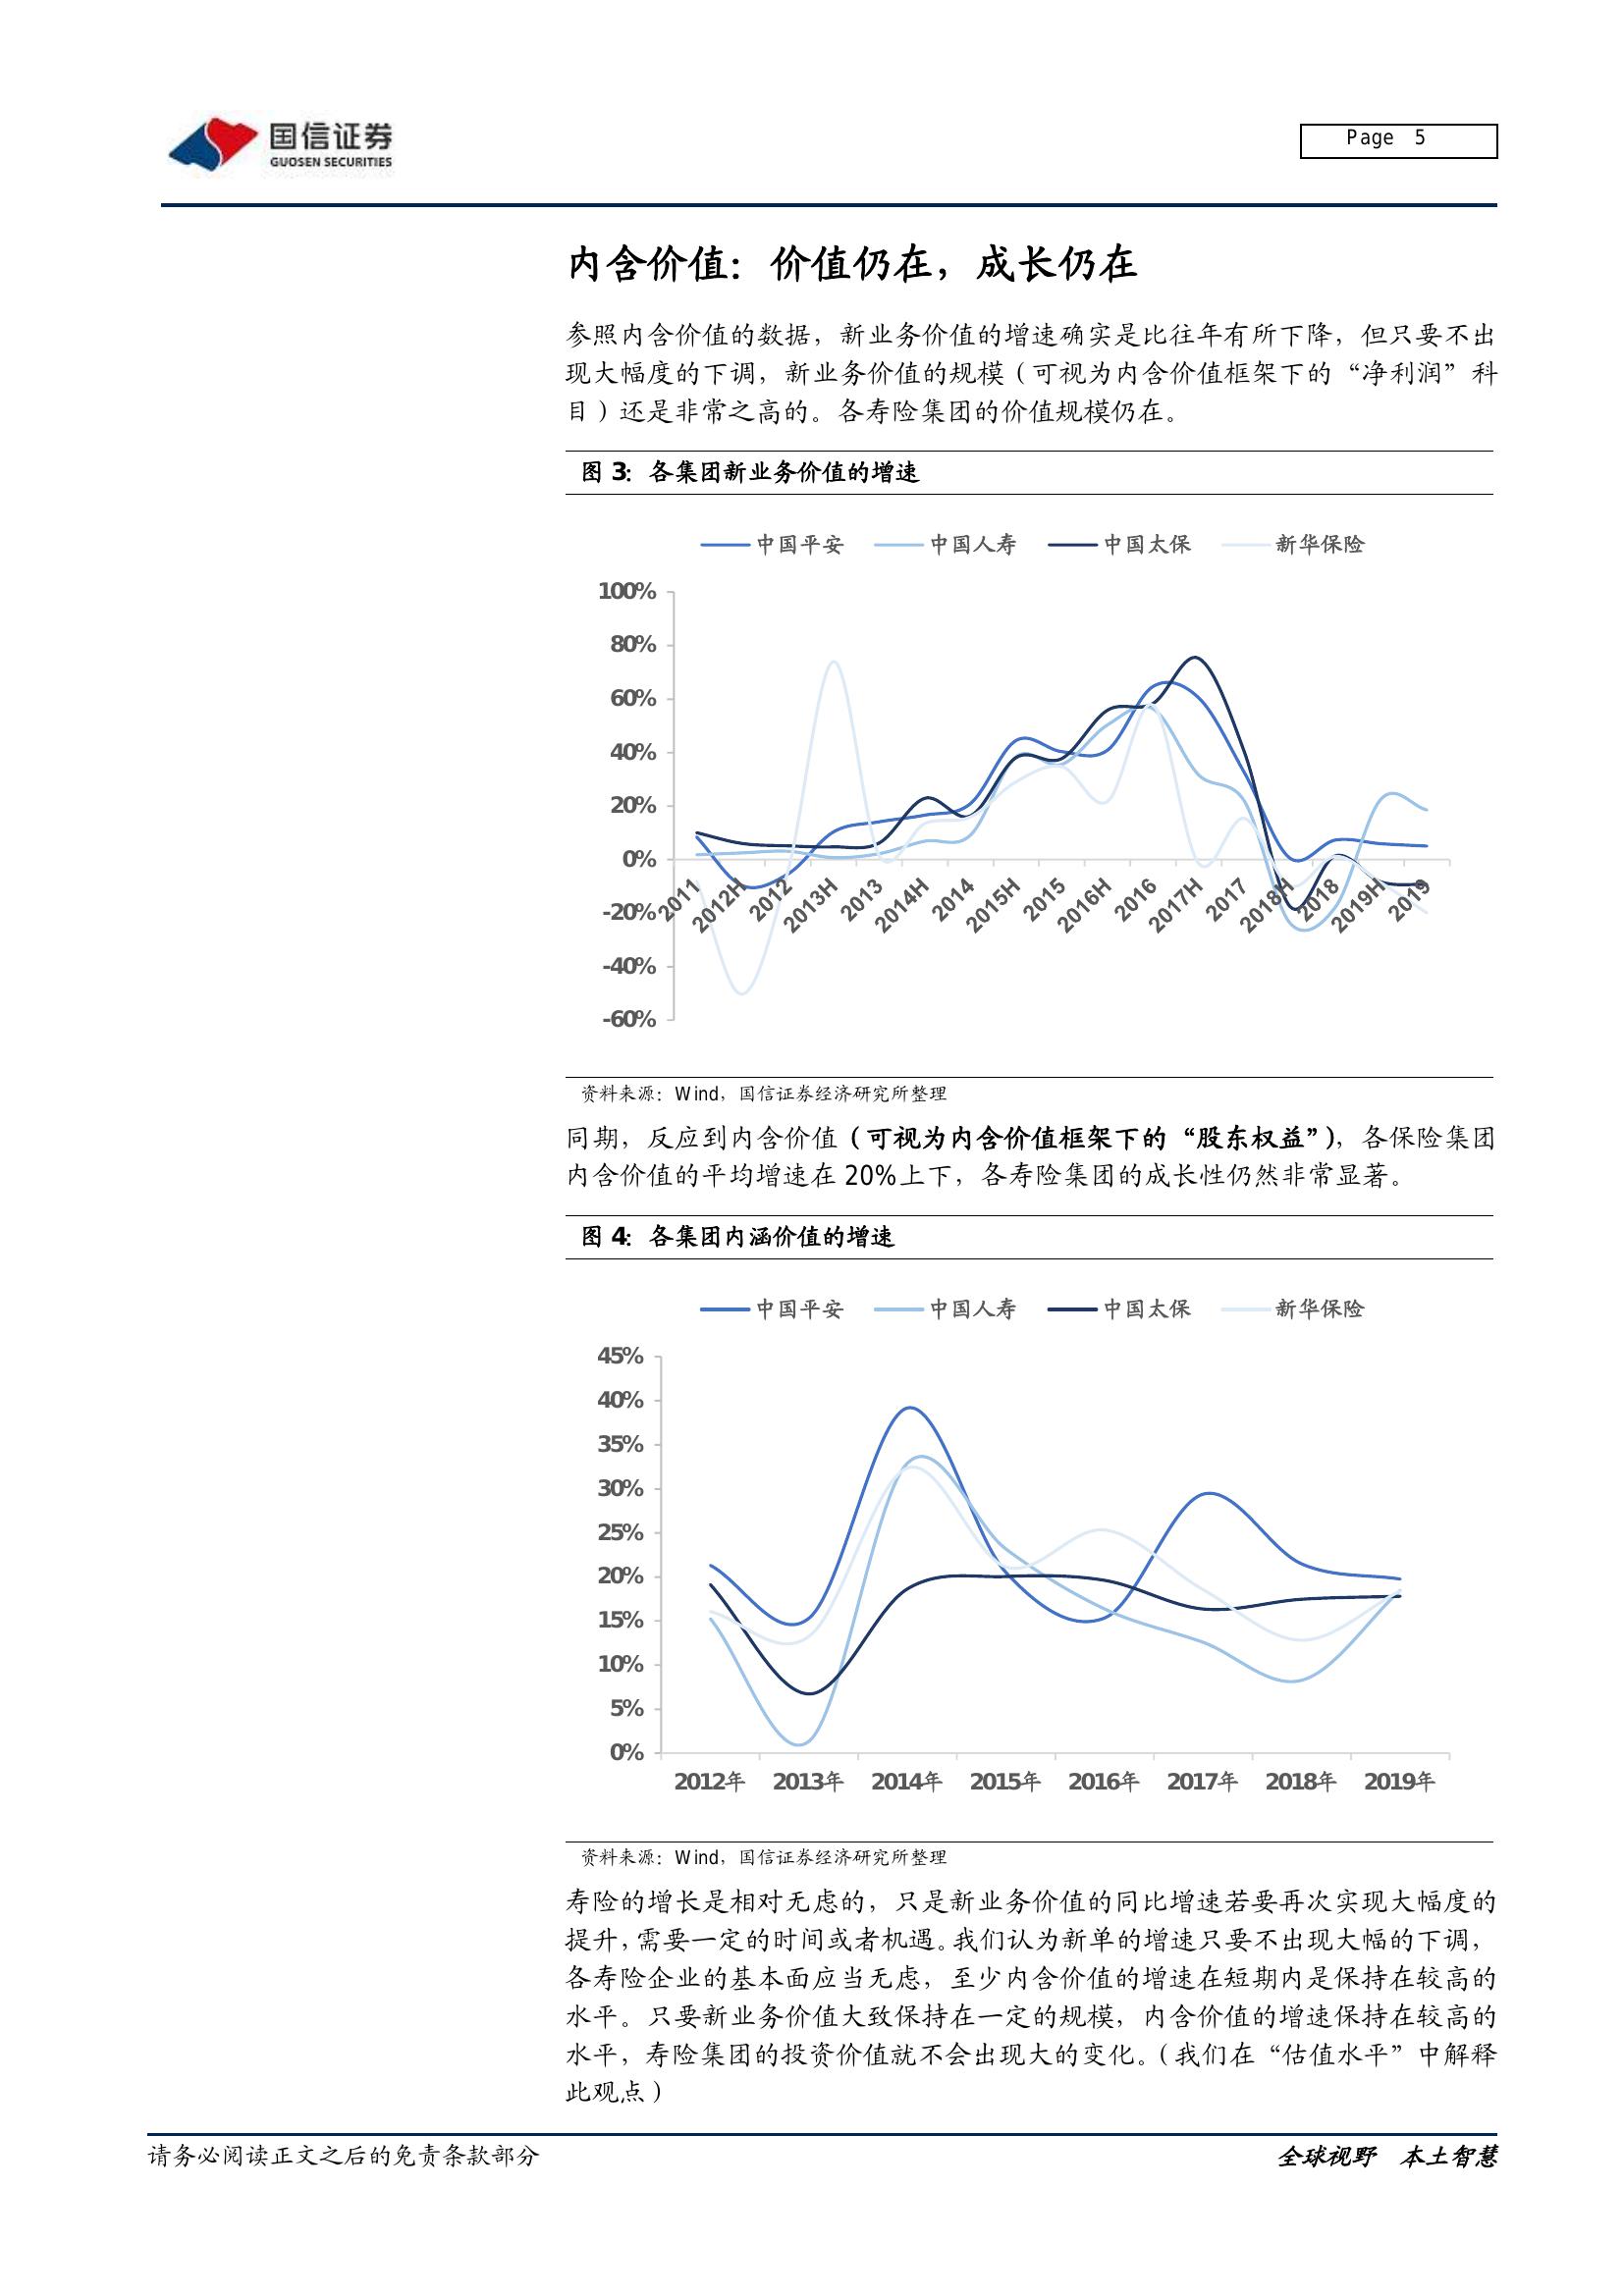 国信证券
GUOSEN SECURITIES
Page 5
内含价值：价值仍在，成长仍在
参照内含价值的数据，新业务价值的增速确实是比往年有所下降，但只要不出
现大幅度的下调，新业务价值的规模（可视为内含价值框架下的“净利润”科
目）还是非常之高的。各寿险集团的价值规模仍在。
图 3：各集团新业务价值的增速
中国平安 中国人寿 中国太保 新华保险
100%
80%
60%
40%
20%
0%
-20%
-40%
-60%
2011 2012H 2012 2013H 2013 2014H 2014 2015H 2015 2016H 2016 2017H 2017 2018H 2018 2019H 2019
资料来源：Wind，国信证券经济研究所整理
同期，反应到内含价值（可视为内含价值框架下的“股东权益”），各保险集团
内含价值的平均增速在 20%上下，各寿险集团的成长性仍然非常显著。
图 4：各集团内涵价值的增速
中国平安 中国人寿 中国太保 新华保险
45%
40%
35%
30%
25%
20%
15%
10%
5%
0%
2012年 2013年 2014年 2015年 2016年 2017年 2018年 2019年
资料来源：Wind，国信证券经济研究所整理
寿险的增长是相对无虑的，只是新业务价值的同比增速若要再次实现大幅度的
提升，需要一定的时间或者机遇。我们认为新单的增速只要不出现大幅的下调，
各寿险企业的基本面应当无虑，至少内含价值的增速在短期内是保持在较高的
水平。只要新业务价值大致保持在一定的规模，内含价值的增速保持在较高的
水平，寿险集团的投资价值就不会出现大的变化。（我们在“估值水平”中解释
此观点）
请务必阅读正文之后的免责条款部分
全球视野 本土智慧